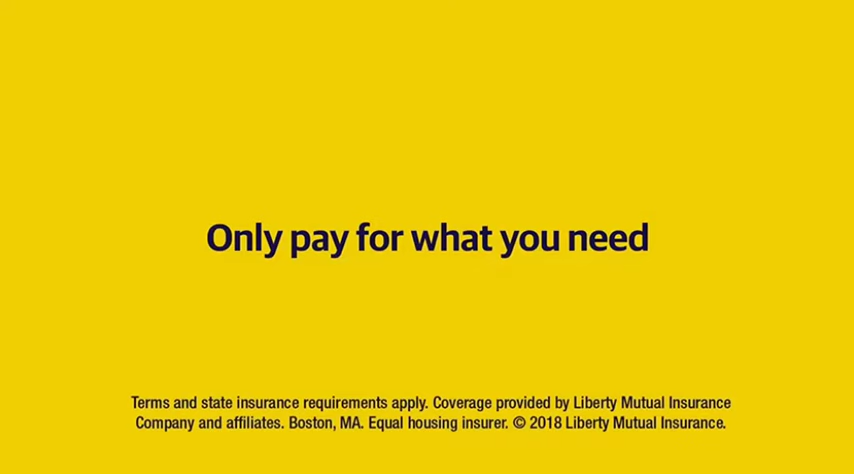 Only pay for what you need
Terms and state insurance requirements apply. Coverage provided by Liberty Mutual Insurance
Company and affiliates. Boston, MA. Equal housing insurer. © 2018 Liberty Mutual Insurance.